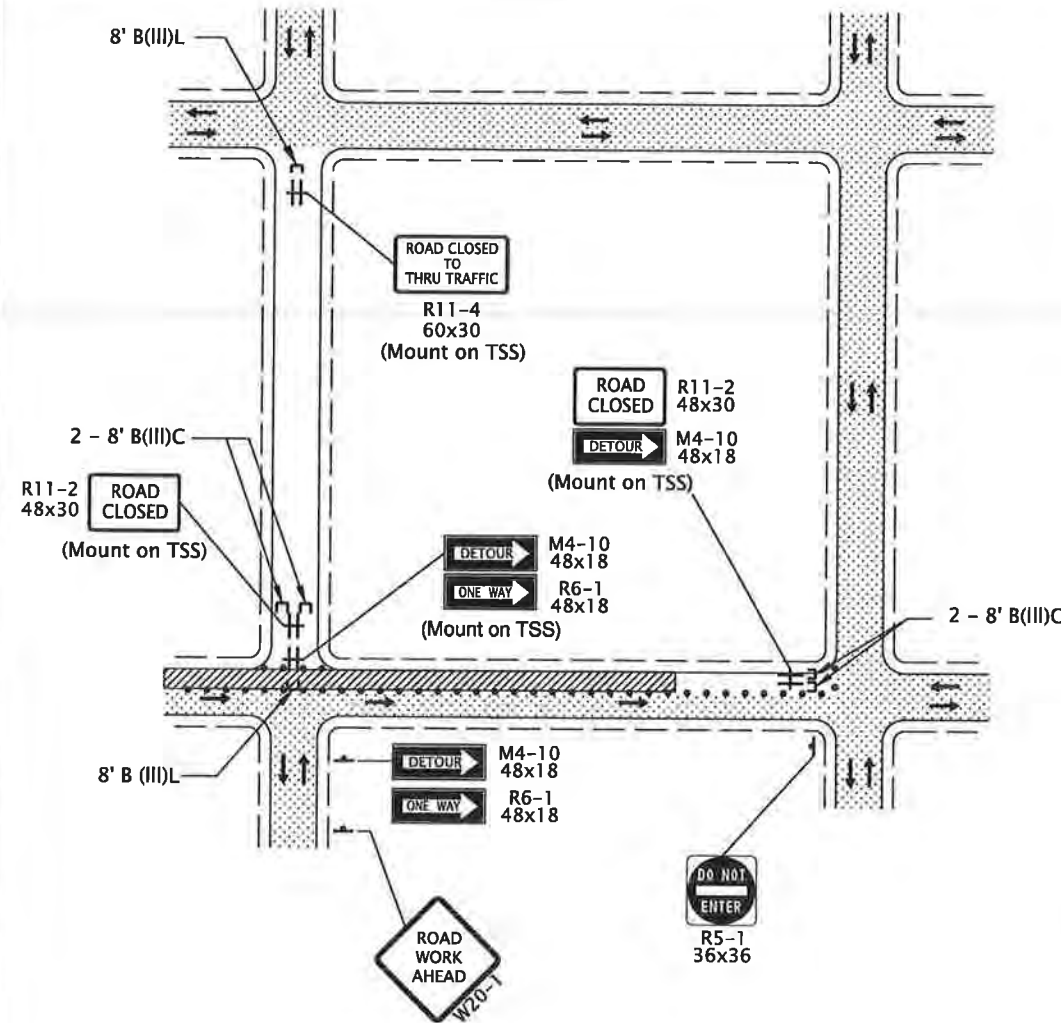 8' B(III)L
ROAD CLOSED
TO
THRU TRAFFIC
R11-4
60x30
(Mount on TSS)
ROAD
CLOSED
R11-2
48x30
DETOUR
M4-10
48x18
(Mount on TSS)
2 - 8' B(III)C
R11-2
48x30
ROAD
CLOSED
(Mount on TSS)
DETOUR
M4-10
48x18
ONE WAY
R6-1
48x18
(Mount on TSS)
2 - 8' B(III)C
8' B (III)L
DETOUR
M4-10
48x18
ONE WAY
R6-1
48x18
DO NOT
ENTER
R5-1
36x36
ROAD
WORK
AHEAD
W20-1